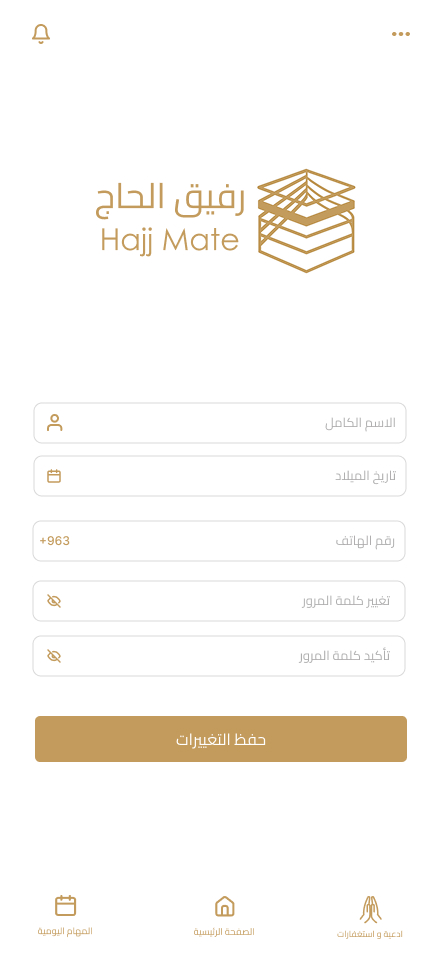 رفيق الحاج
Hajj Mate
الاسم الكامل
تاريخ الميلاد
رقم الهاتف +963
تغيير كلمة المرور
تأكيد كلمة المرور
حفظ التغييرات
ادعية و استغفارات الصفحة الرئيسية المهام اليومية